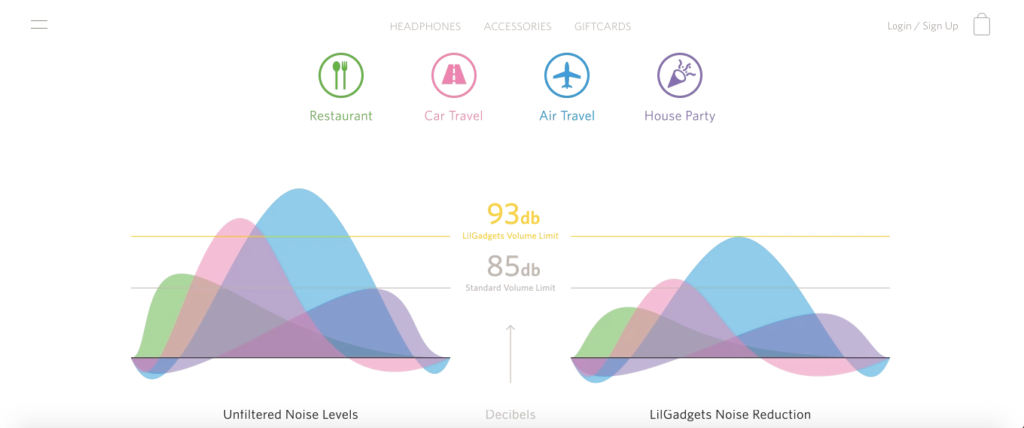 HEADPHONES ACCESSORIES GIFTCARDS Login / Sign Up
Restaurant Car Travel Air Travel House Party
93db
LilGadgets Volume Limit
85db
Standard Volume Limit
Unfiltered Noise Levels Decibels LilGadgets Noise Reduction